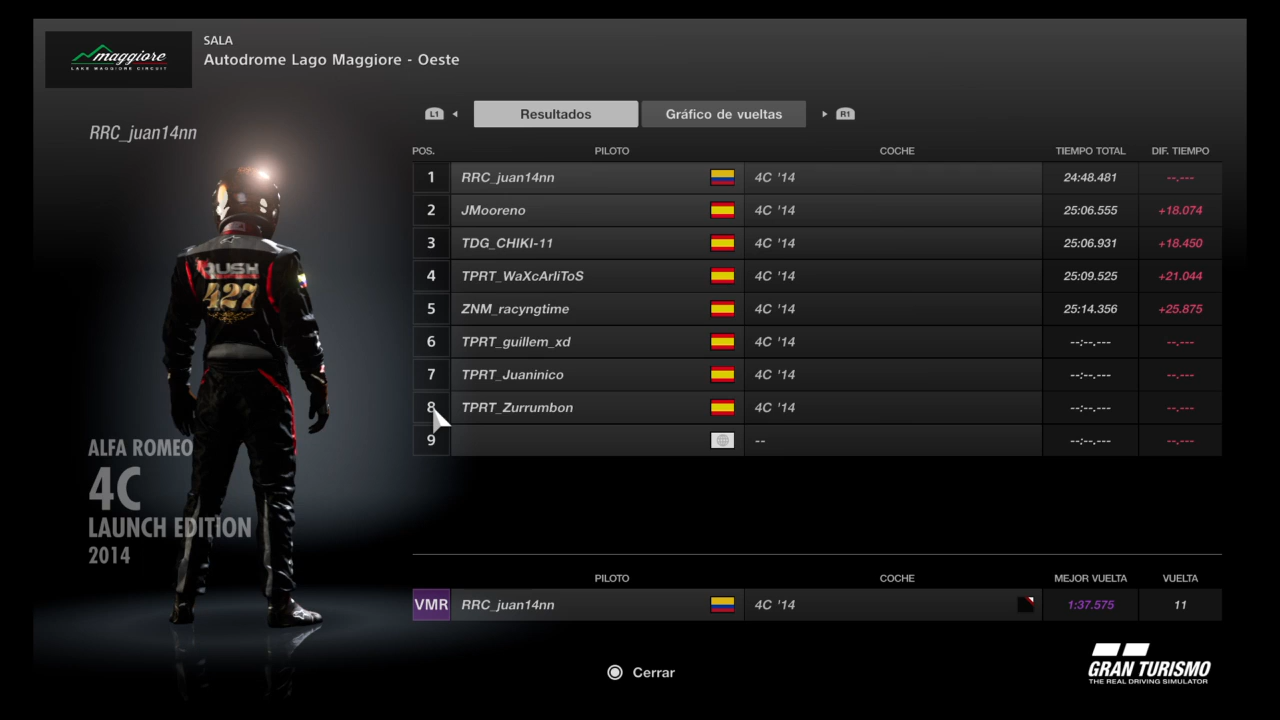 maggiore
LAKE MAGGIORE CIRCUIT
SALA
Autodrome Lago Maggiore - Oeste
L1 Resultados Gráfico de vueltas R1
RRC_juan14nn
POS. PILOTO COCHE TIEMPO TOTAL DIF. TIEMPO
1 RRC_juan14nn 4C '14 24:48.481 --.---
2 JMooreno 4C '14 25:06.555 +18.074
3 TDG_CHIKI-11 4C '14 25:06.931 +18.450
4 TPRT_WaXcArliToS 4C '14 25:09.525 +21.044
5 ZNM_racyngtime 4C '14 25:14.356 +25.875
6 TPRT_guillem_xd 4C '14 --:--.--- --.---
7 TPRT_Juaninico 4C '14 --:--.--- --.---
8 TPRT_Zurrumbon 4C '14 --:--.--- --.---
9 -- --:--.--- --.---
RUSH
427
ALFA ROMEO
4C
LAUNCH EDITION
2014
PILOTO COCHE MEJOR VUELTA VUELTA
VMR RRC_juan14nn 4C '14 1:37.575 11
Cerrar
GRAN TURISMO
THE REAL DRIVING SIMULATOR